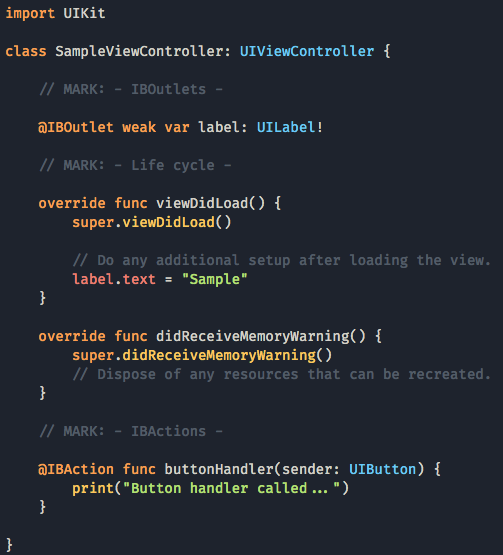 import UIKit
class SampleViewController: UIViewController {
// MARK: - IBOutlets -
@IBOutlet weak var label: UILabel!
// MARK: - Life cycle -
override func viewDidLoad() {
super.viewDidLoad()
// Do any additional setup after loading the view.
label.text = "Sample"
}
override func didReceiveMemoryWarning() {
super.didReceiveMemoryWarning()
// Dispose of any resources that can be recreated.
}
// MARK: - IBActions -
@IBAction func buttonHandler(sender: UIButton) {
print("Button handler called...")
}
}